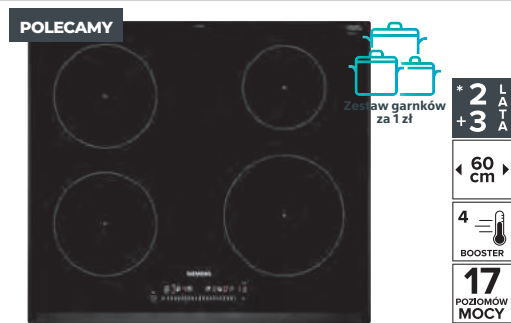 POLECAMY
Zestaw garnków
za 1 zł
* 2
+ 3
LATA
60
cm
4
BOOSTER
17
POZIOMÓW
MOCY
SIEMENS